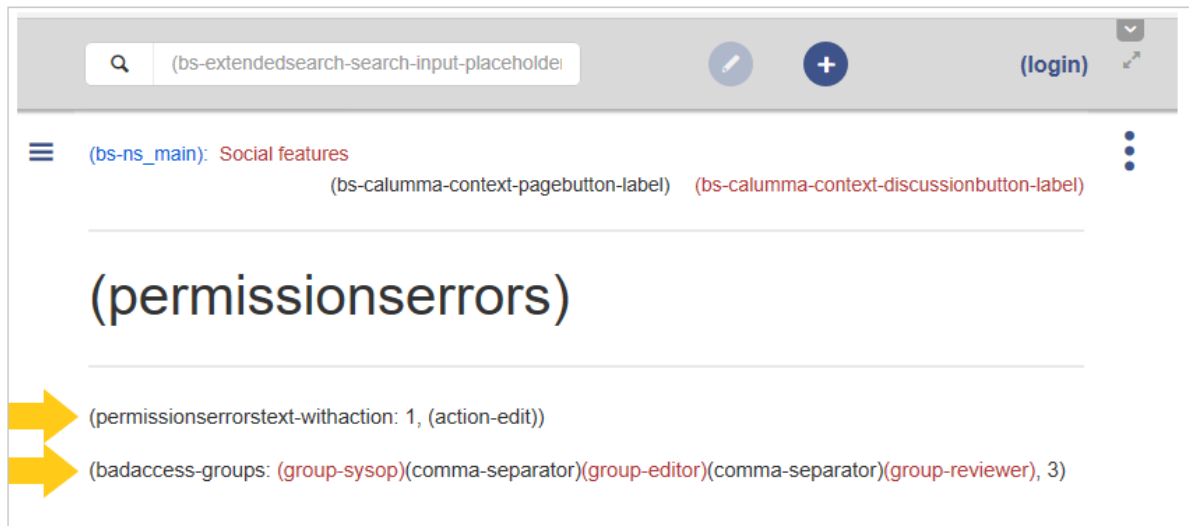 (bs-extendedsearch-search-input-placeholde
(login)
(bs-ns_main): Social features
(bs-calumma-context-pagebutton-label) (bs-calumma-context-discussionbutton-label)
(permissionserrors)
(permissionserrorstext-withaction: 1, (action-edit))
(badaccess-groups: (group-sysop)(comma-separator)(group-editor)(comma-separator)(group-reviewer), 3)